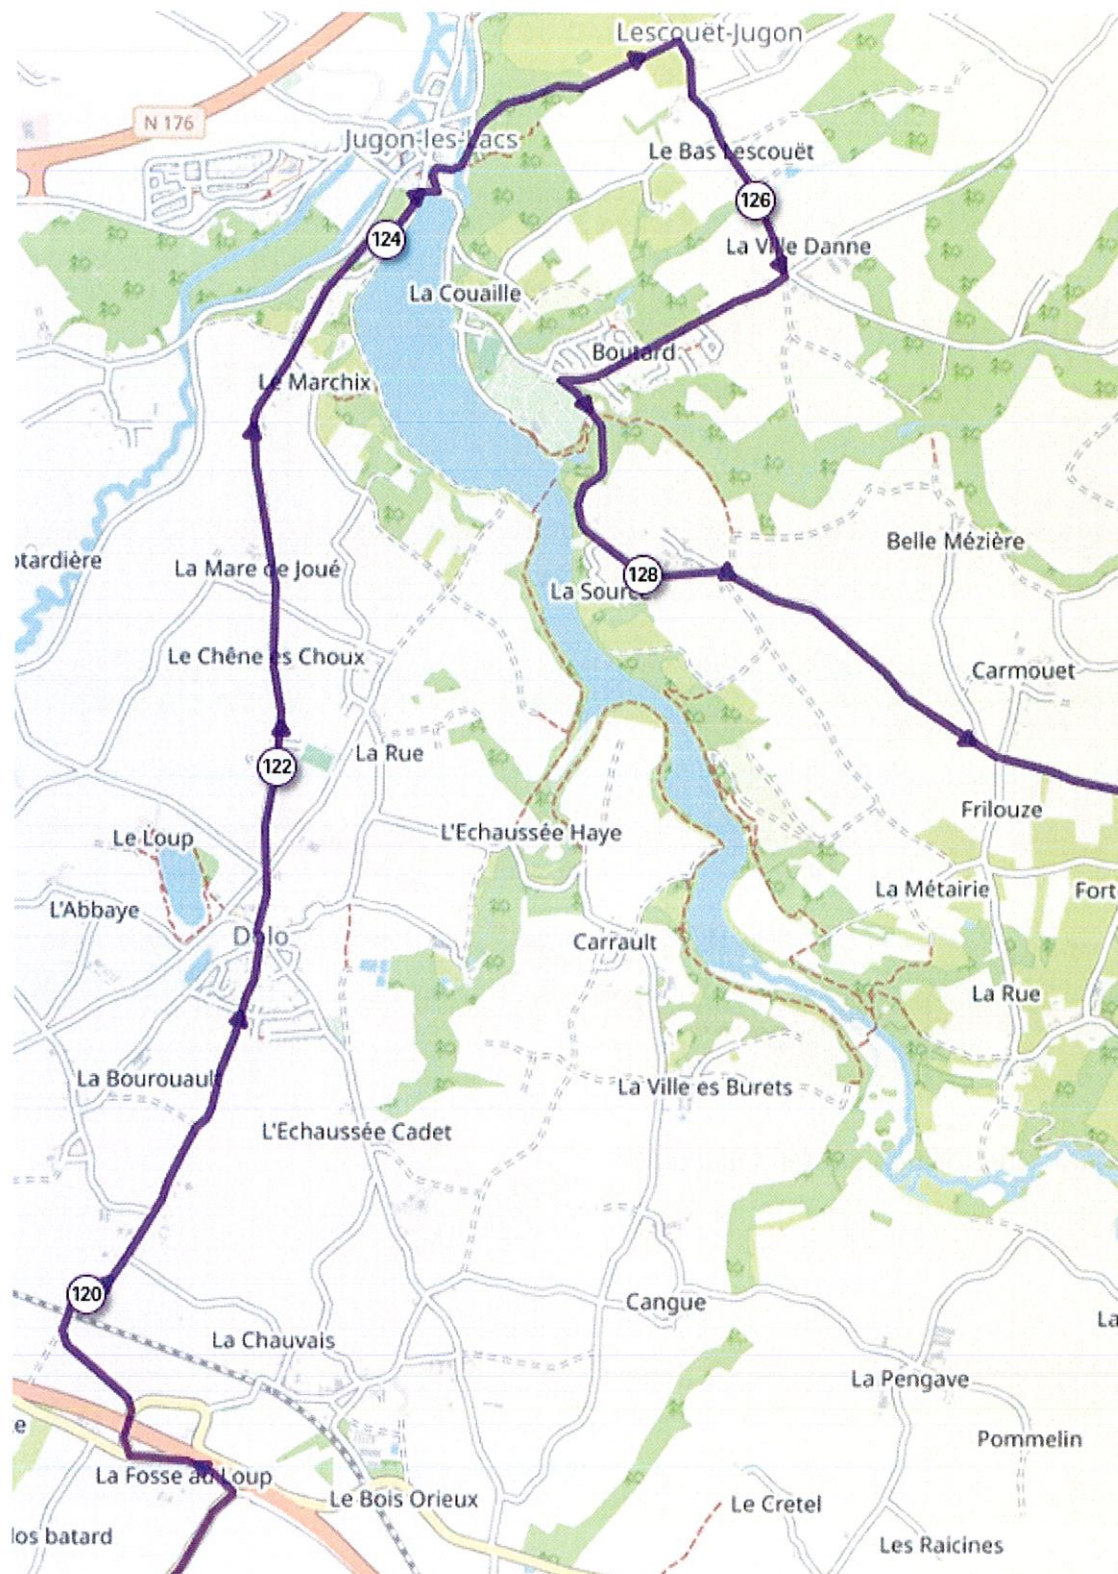 Lescouët-Jugon
N 176
Jugon-les-Lacs
Le Bas Lescouët
126
124
La Ville Danne
La Couaille
Boutard
Le Marchix
Belle Mézière
otardière
La Mare de Joué
128
La Source
Le Chêne es Choux
Carmouet
La Rue
122
Frilouze
Le Loup
L'Echaussée Haye
La Métairie
Fort
L'Abbaye
Dolo
Carrault
La Rue
La Bourouault
La Ville es Burets
L'Echaussée Cadet
120
Cangue
La
La Chauvais
La Pengave
e
Pommelin
La Fosse au Loup
Le Bois Orieux
Le Cretel
los batard
Les Raicines